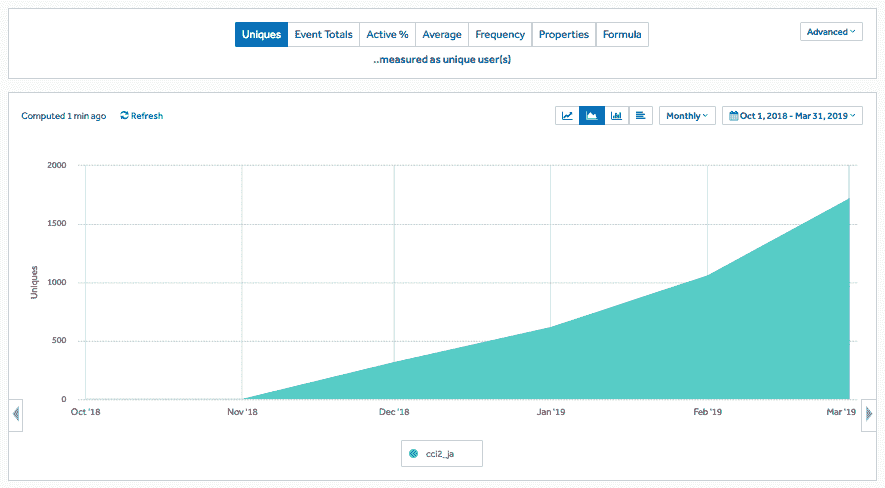 Uniques Event Totals Active % Average Frequency Properties Formula Advanced
..measured as unique user(s)
Computed 1 min ago Refresh Monthly Oct 1, 2018 - Mar 31, 2019
2000
1500
1000
500
0
Uniques
Oct '18 Nov '18 Dec '18 Jan '19 Feb '19 Mar '19
cci2_ja